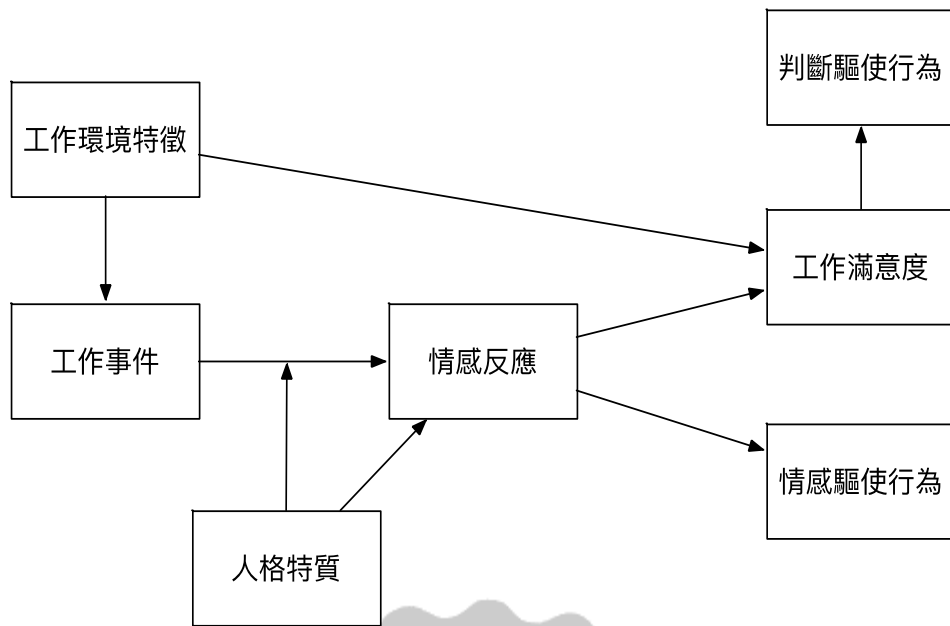 判斷驅使行為
工作環境特徵
工作滿意度
工作事件
情感反應
情感驅使行為
人格特質